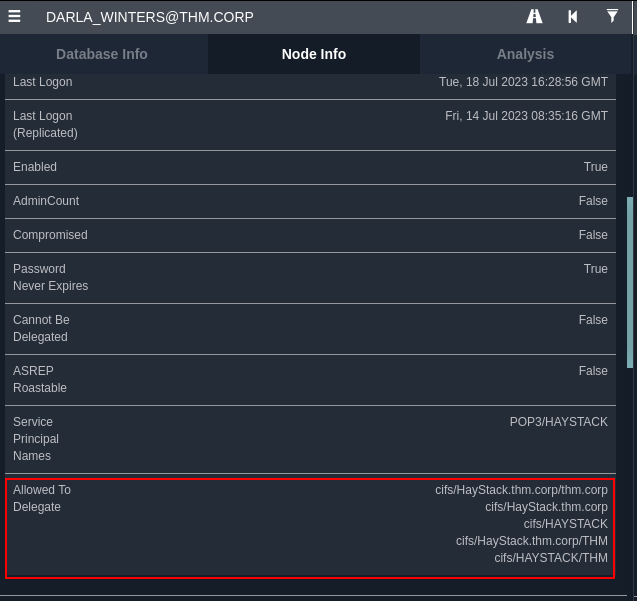 DARLA_WINTERS@THM.CORP
Database Info Node Info Analysis
Last Logon Tue, 18 Jul 2023 16:28:56 GMT
Last Logon Fri, 14 Jul 2023 08:35:16 GMT
(Replicated)
Enabled True
AdminCount False
Compromised False
Password True
Never Expires
Cannot Be False
Delegated
ASREP False
Roastable
Service POP3/HAYSTACK
Principal
Names
Allowed To cifs/HayStack.thm.corp/thm.corp
Delegate cifs/HayStack.thm.corp
cifs/HAYSTACK
cifs/HayStack.thm.corp/THM
cifs/HAYSTACK/THM